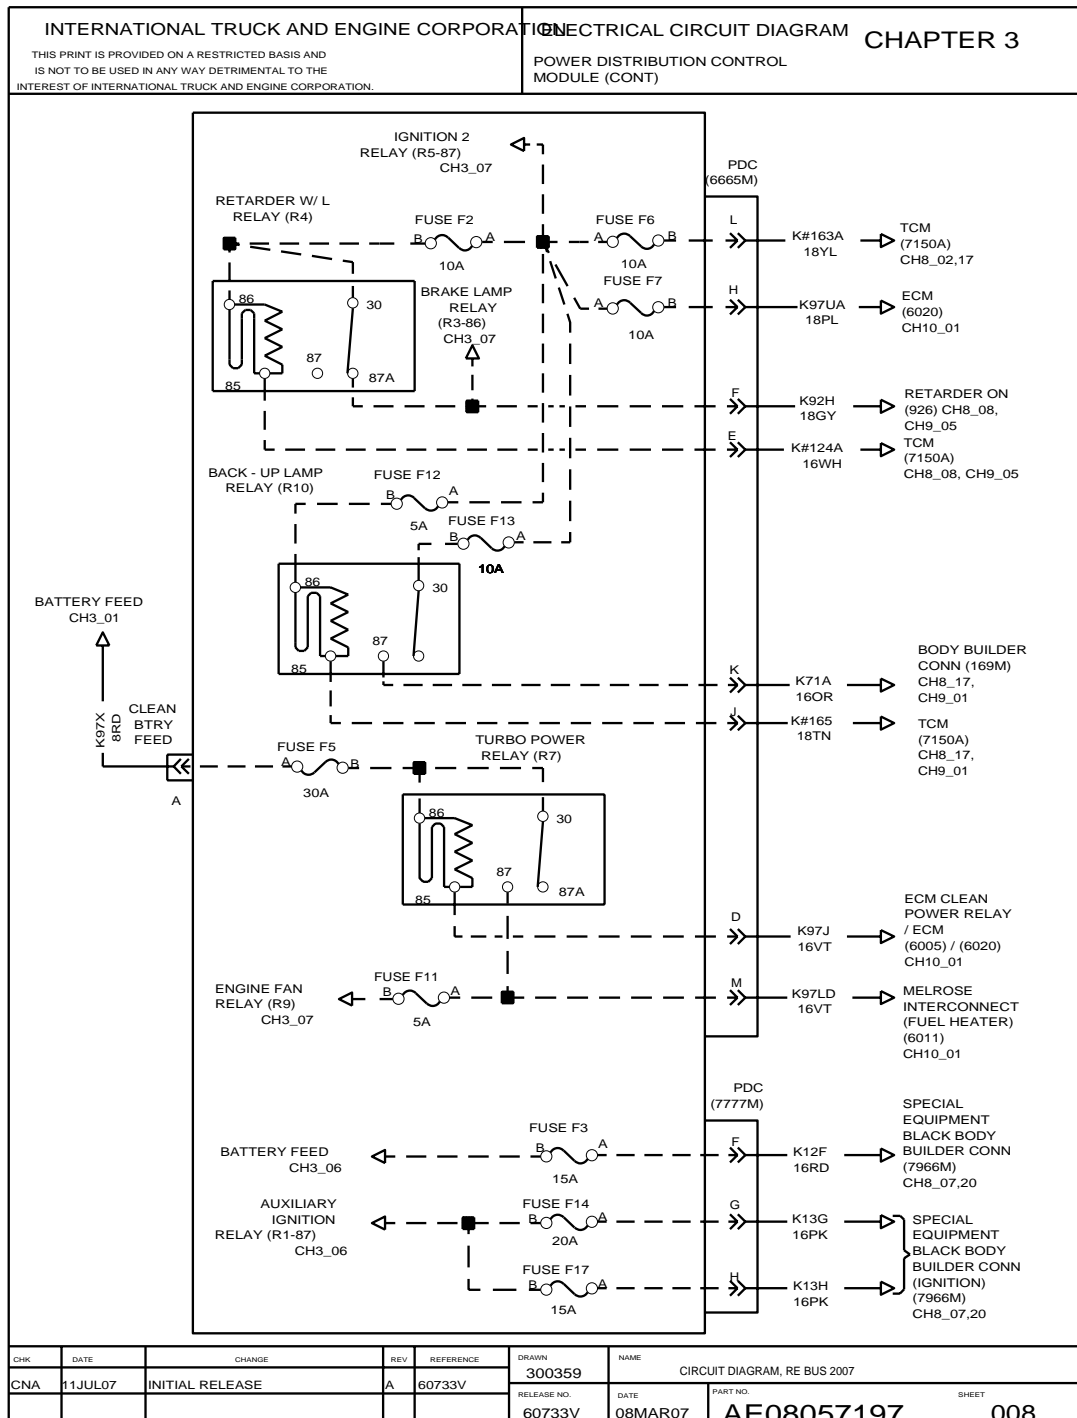 INTERNATIONAL TRUCK AND ENGINE CORPORATION
THIS PRINT IS PROVIDED ON A RESTRICTED BASIS AND
IS NOT TO BE USED IN ANY WAY DETRIMENTAL TO THE
INTEREST OF INTERNATIONAL TRUCK AND ENGINE CORPORATION.
ELECTRICAL CIRCUIT DIAGRAM
POWER DISTRIBUTION CONTROL
MODULE (CONT)
CHAPTER 3
IGNITION 2
RELAY (R5-87)
CH3_07
PDC
(6665M)
RETARDER W/ L
RELAY (R4)
FUSE F2
B
A
10A
FUSE F6
A
B
10A
L
K#163A
18YL
TCM
(7150A)
CH8_02,17
FUSE F7
A
B
10A
H
K97UA
18PL
ECM
(6020)
CH10_01
BRAKE LAMP
RELAY
(R3-86)
CH3_07
86
30
87
85
87A
F
K92H
18GY
RETARDER ON
(926) CH8_08,
CH9_05
E
K#124A
16WH
TCM
(7150A)
CH8_08, CH9_05
BACK - UP LAMP
RELAY (R10)
FUSE F12
B
A
5A
FUSE F13
B
A
10A
86
30
87
85
BATTERY FEED
CH3_01
K97X
8RD
CLEAN
BTRY
FEED
A
K
K71A
16OR
BODY BUILDER
CONN (169M)
CH8_17,
CH9_01
J
K#165
18TN
TCM
(7150A)
CH8_17,
CH9_01
FUSE F5
A
B
30A
TURBO POWER
RELAY (R7)
86
30
87
85
87A
D
K97J
16VT
ECM CLEAN
POWER RELAY
/ ECM
(6005) / (6020)
CH10_01
ENGINE FAN
RELAY (R9)
CH3_07
FUSE F11
B
A
5A
M
K97LD
16VT
MELROSE
INTERCONNECT
(FUEL HEATER)
(6011)
CH10_01
PDC
(7777M)
BATTERY FEED
CH3_06
FUSE F3
B
A
15A
F
K12F
16RD
SPECIAL
EQUIPMENT
BLACK BODY
BUILDER CONN
(7966M)
CH8_07,20
AUXILIARY
IGNITION
RELAY (R1-87)
CH3_06
FUSE F14
B
A
20A
G
K13G
16PK
FUSE F17
B
A
15A
H
K13H
16PK
SPECIAL
EQUIPMENT
BLACK BODY
BUILDER CONN
(IGNITION)
(7966M)
CH8_07,20
CHK DATE CHANGE REV REFERENCE
CNA 11JUL07 INITIAL RELEASE A 60733V
DRAWN
300359
NAME
CIRCUIT DIAGRAM, RE BUS 2007
RELEASE NO.
60733V
DATE
08MAR07
PART NO.
AE08057197
SHEET
008